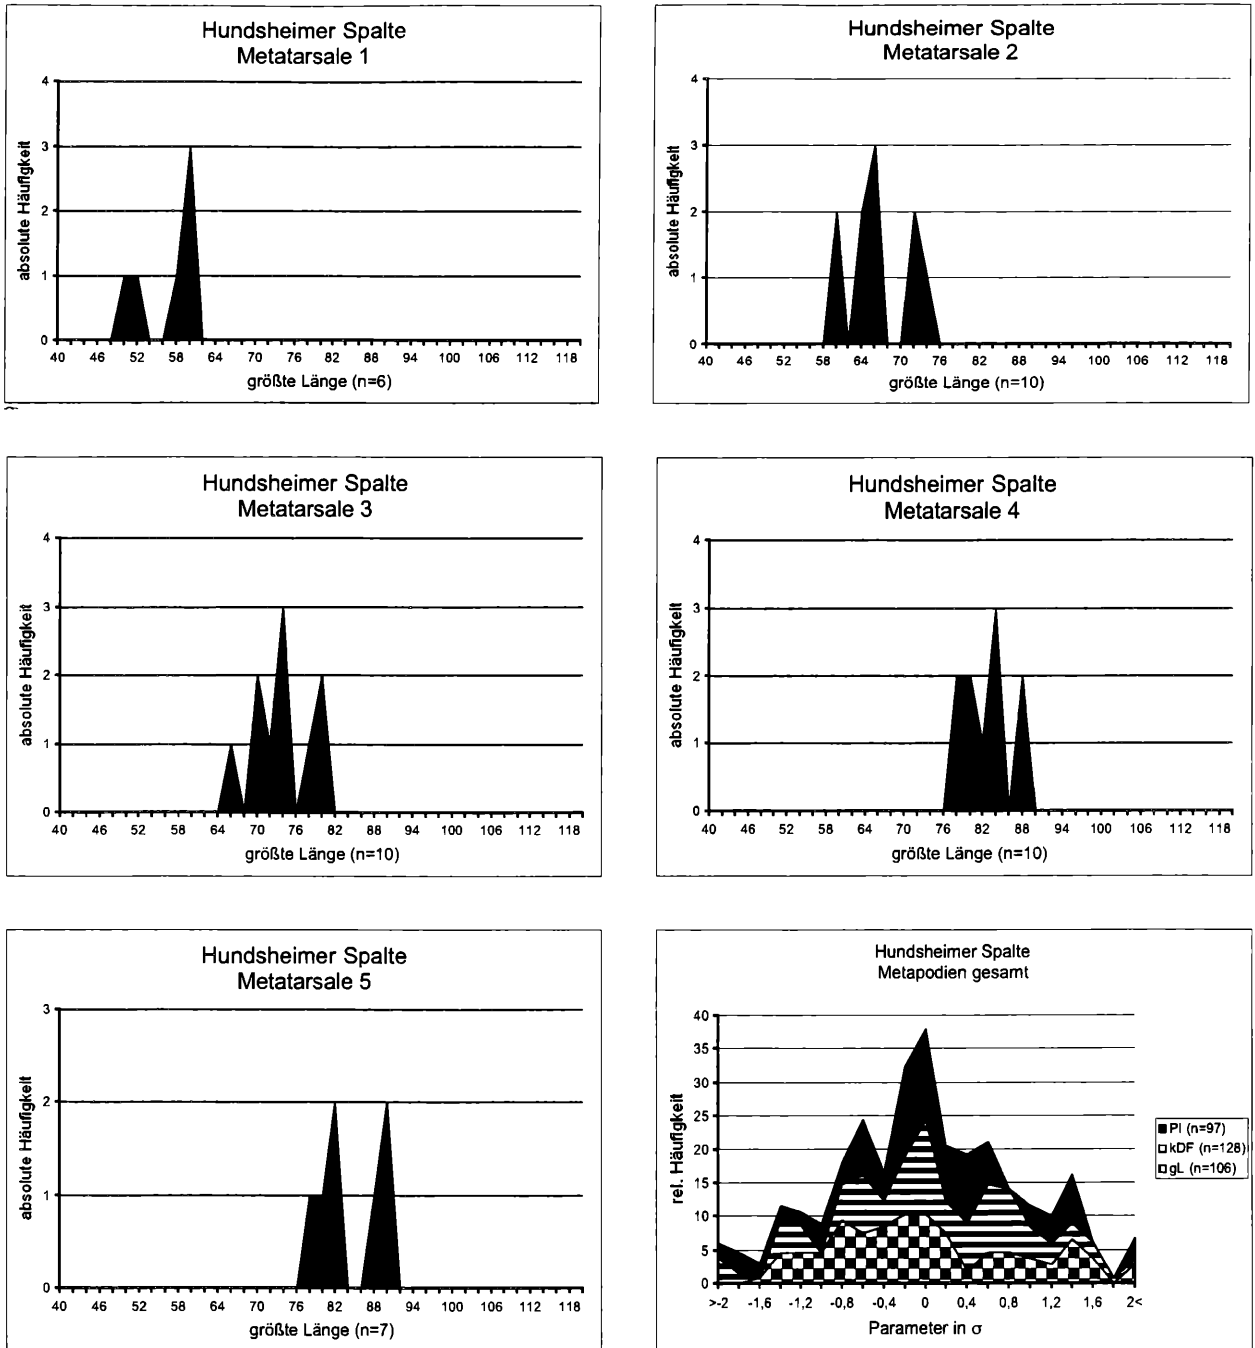 Hundsheimer Spalte
Metatarsale 1
absolute Häufigkeit
4
3
2
1
0
40 46 52 58 64 70 76 82 88 94 100 106 112 118
größte Länge (n=6)
Hundsheimer Spalte
Metatarsale 2
absolute Häufigkeit
4
3
2
1
0
40 46 52 58 64 70 76 82 88 94 100 106 112 118
größte Länge (n=10)
Hundsheimer Spalte
Metatarsale 3
absolute Häufigkeit
4
3
2
1
0
40 46 52 58 64 70 76 82 88 94 100 106 112 118
größte Länge (n=10)
Hundsheimer Spalte
Metatarsale 4
absolute Häufigkeit
4
3
2
1
0
40 46 52 58 64 70 76 82 88 94 100 106 112 118
größte Länge (n=10)
Hundsheimer Spalte
Metatarsale 5
absolute Häufigkeit
3
2
1
0
40 46 52 58 64 70 76 82 88 94 100 106 112 118
größte Länge (n=7)
Hundsheimer Spalte
Metapodien gesamt
rel. Häufigkeit
40
35
30
25
20
15
10
5
0
>-2 -1,6 -1,2 -0,8 -0,4 0 0,4 0,8 1,2 1,6 2<
Parameter in σ
PI (n=97)
kDF (n=128)
gL (n=106)